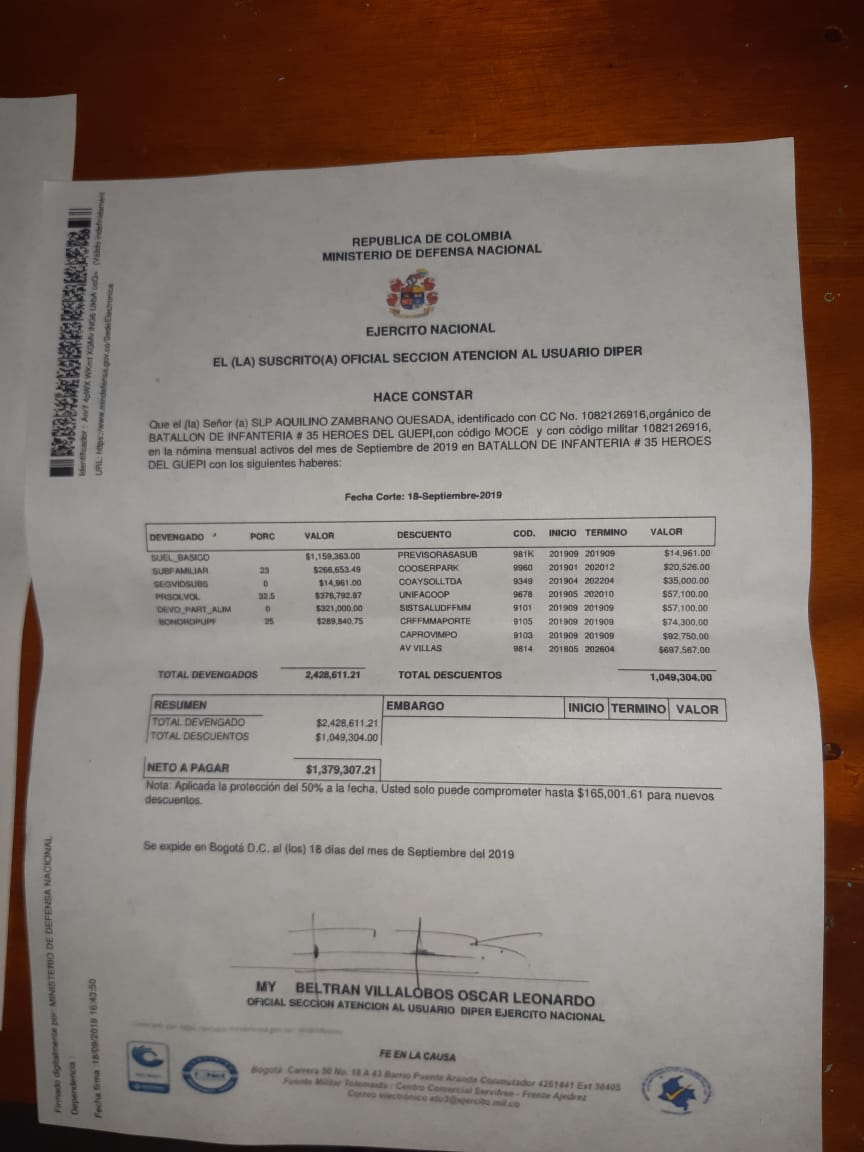 REPUBLICA DE COLOMBIA
MINISTERIO DE DEFENSA NACIONAL
EJERCITO NACIONAL
EL (LA) SUSCRITO(A) OFICIAL SECCION ATENCION AL USUARIO DIPER
HACE CONSTAR
Que el (la) Señor (a) SLP AQUILINO ZAMBRANO QUESADA, identificado con CC No. 1082126916,orgánico de
BATALLON DE INFANTERIA # 35 HEROES DEL GUEPI,con código MOCE y con código militar 1082126916,
en la nómina mensual activos del mes de Septiembre de 2019 en BATALLON DE INFANTERIA # 35 HEROES
DEL GUEPI con los siguientes haberes:
Fecha Corte: 18-Septiembre-2019
DEVENGADO PORC VALOR DESCUENTO COD. INICIO TERMINO VALOR
SUEL_BASICO $1,159,363.00 PREVISORASASUB 981K 201909 201909 $14,961.00
SUBFAMILIAR 23 $266,653.49 COOSERPARK 9960 201901 202012 $20,526.00
SEGVIDSUBS 0 $14,961.00 COAYSOLLTDA 9349 201904 202204 $35,000.00
PRSOLVOL 32.5 $376,792.97 UNIFACOOP 9678 201905 202010 $57,100.00
DEVO_PART_ALIM 0 $321,000.00 SISTSALUDFFMM 9101 201909 201909 $57,100.00
BONORDPUPF 25 $289,840.75 CRFFMMAPORTE 9105 201909 201909 $74,300.00
CAPROVIMPO 9103 201909 201909 $92,750.00
AV VILLAS 9814 201805 202604 $697,567.00
TOTAL DEVENGADOS 2,428,611.21 TOTAL DESCUENTOS 1,049,304.00
RESUMEN EMBARGO INICIO TERMINO VALOR
TOTAL DEVENGADO $2,428,611.21
TOTAL DESCUENTOS $1,049,304.00
NETO A PAGAR $1,379,307.21
Nota: Aplicada la protección del 50% a la fecha, Usted solo puede comprometer hasta $165,001.61 para nuevos
descuentos.
Se expide en Bogotá D.C. al (los) 18 días del mes de Septiembre del 2019
MY BELTRAN VILLALOBOS OSCAR LEONARDO
OFICIAL SECCION ATENCION AL USUARIO DIPER EJERCITO NACIONAL
FE EN LA CAUSA
Bogotá Carrera 50 No. 18 A 43 Barrio Puente Aranda Conmutador 4251441 Ext 38405
Fuerte Militar Tolemaida : Centro Comercial Servifree - Frente Ajedrez
Correo electrónico atu3@ejercito.mil.co
URL: https://www.mindefensa.gov.co/SedeElectronica
Firmado digitalmente por: MINISTERIO DE DEFENSA NACIONAL
Dependencia :
Fecha firma 18/09/2019 16:43:50